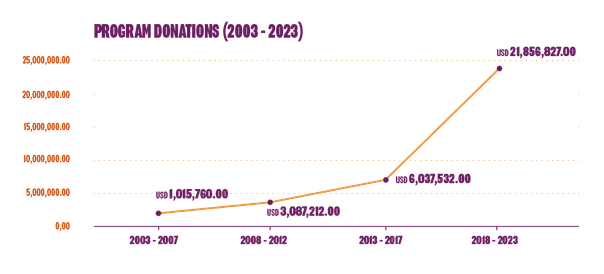 PROGRAM DONATIONS (2003 - 2023)
USD 21,856,827.00
25,000,000.00
20,000,000.00
15,000,000.00
10,000,000.00
USD 6,037,532.00
5,000,000.00
USD 1,015,760.00
USD 3,087,212.00
0,00
2003 - 2007
2008 - 2012
2013 - 2017
2018 - 2023